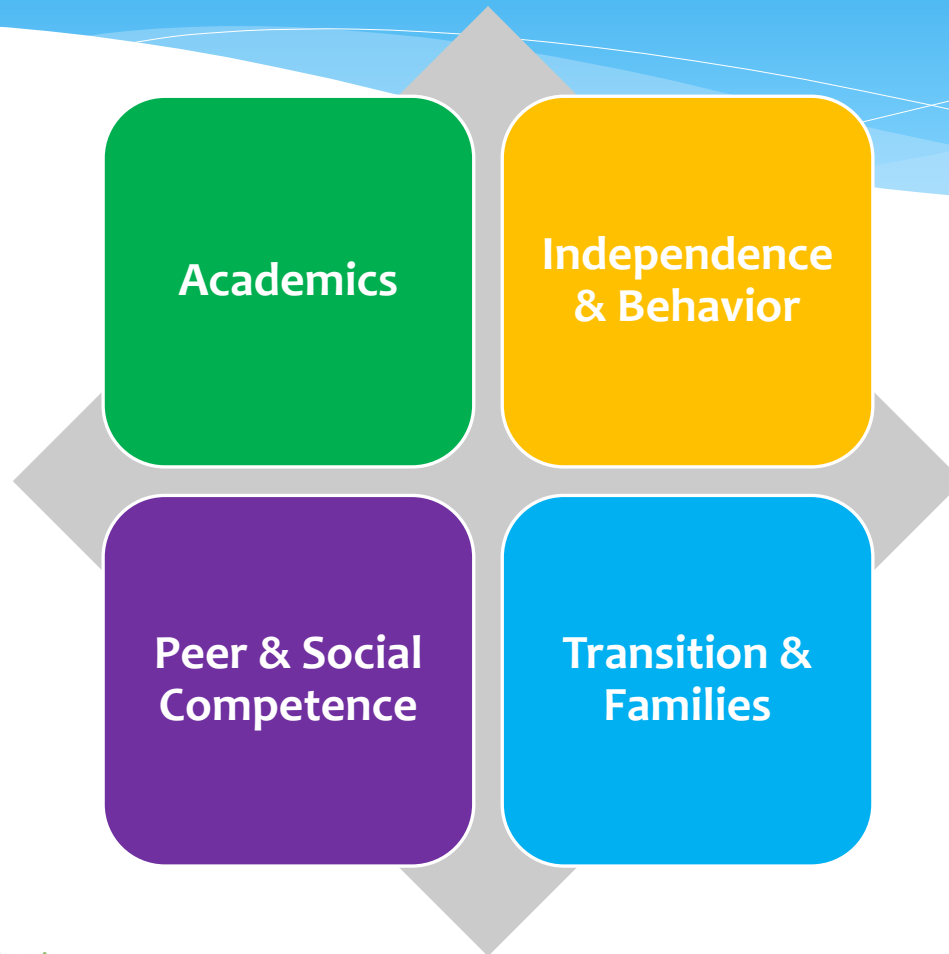 Academics
Independence
& Behavior
Peer & Social
Competence
Transition &
Families